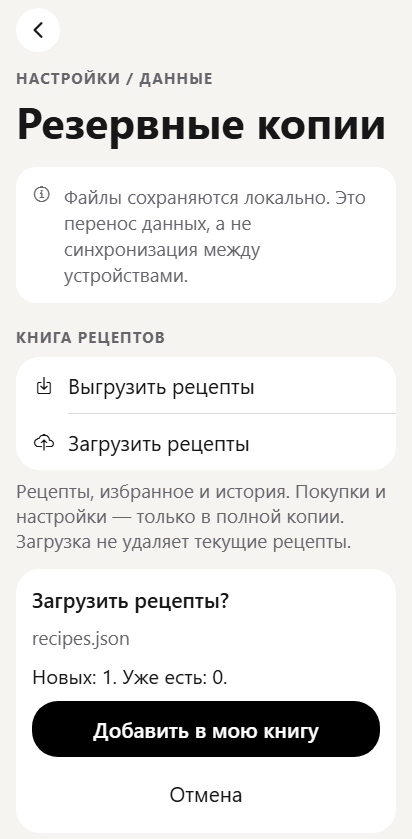 НАСТРОЙКИ / ДАННЫЕ
Резервные копии
Файлы сохраняются локально. Это
перенос данных, а не
синхронизация между
устройствами.
КНИГА РЕЦЕПТОВ
Выгрузить рецепты
Загрузить рецепты
Рецепты, избранное и история. Покупки и
настройки — только в полной копии.
Загрузка не удаляет текущие рецепты.
Загрузить рецепты?
recipes.json
Новых: 1. Уже есть: 0.
Добавить в мою книгу
Отмена